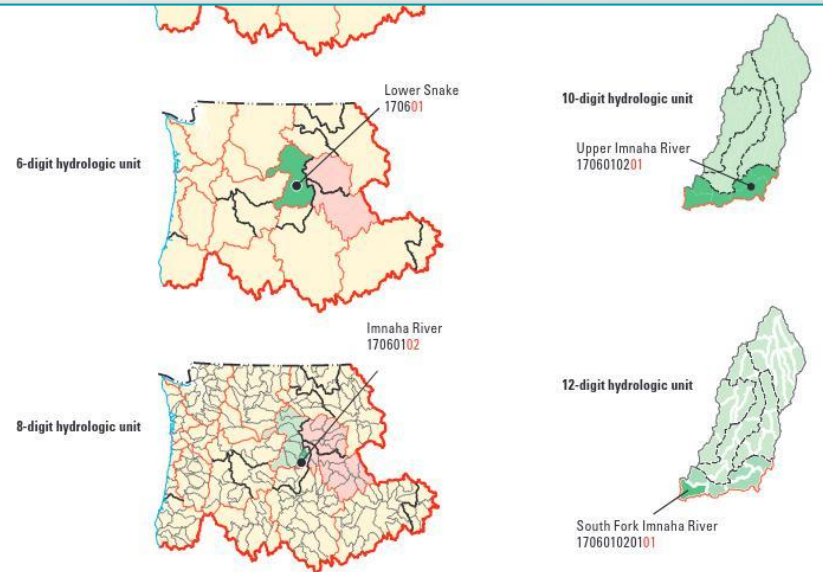 Lower Snake
170601
6-digit hydrologic unit
Imnaha River
17060102
8-digit hydrologic unit
10-digit hydrologic unit
Upper Imnaha River
1706010201
12-digit hydrologic unit
South Fork Imnaha River
170601020101